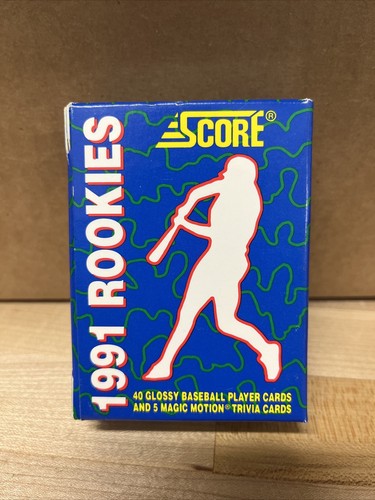 SCORE®
1991 ROOKIES
40 GLOSSY BASEBALL PLAYER CARDS
AND 5 MAGIC MOTION® TRIVIA CARDS